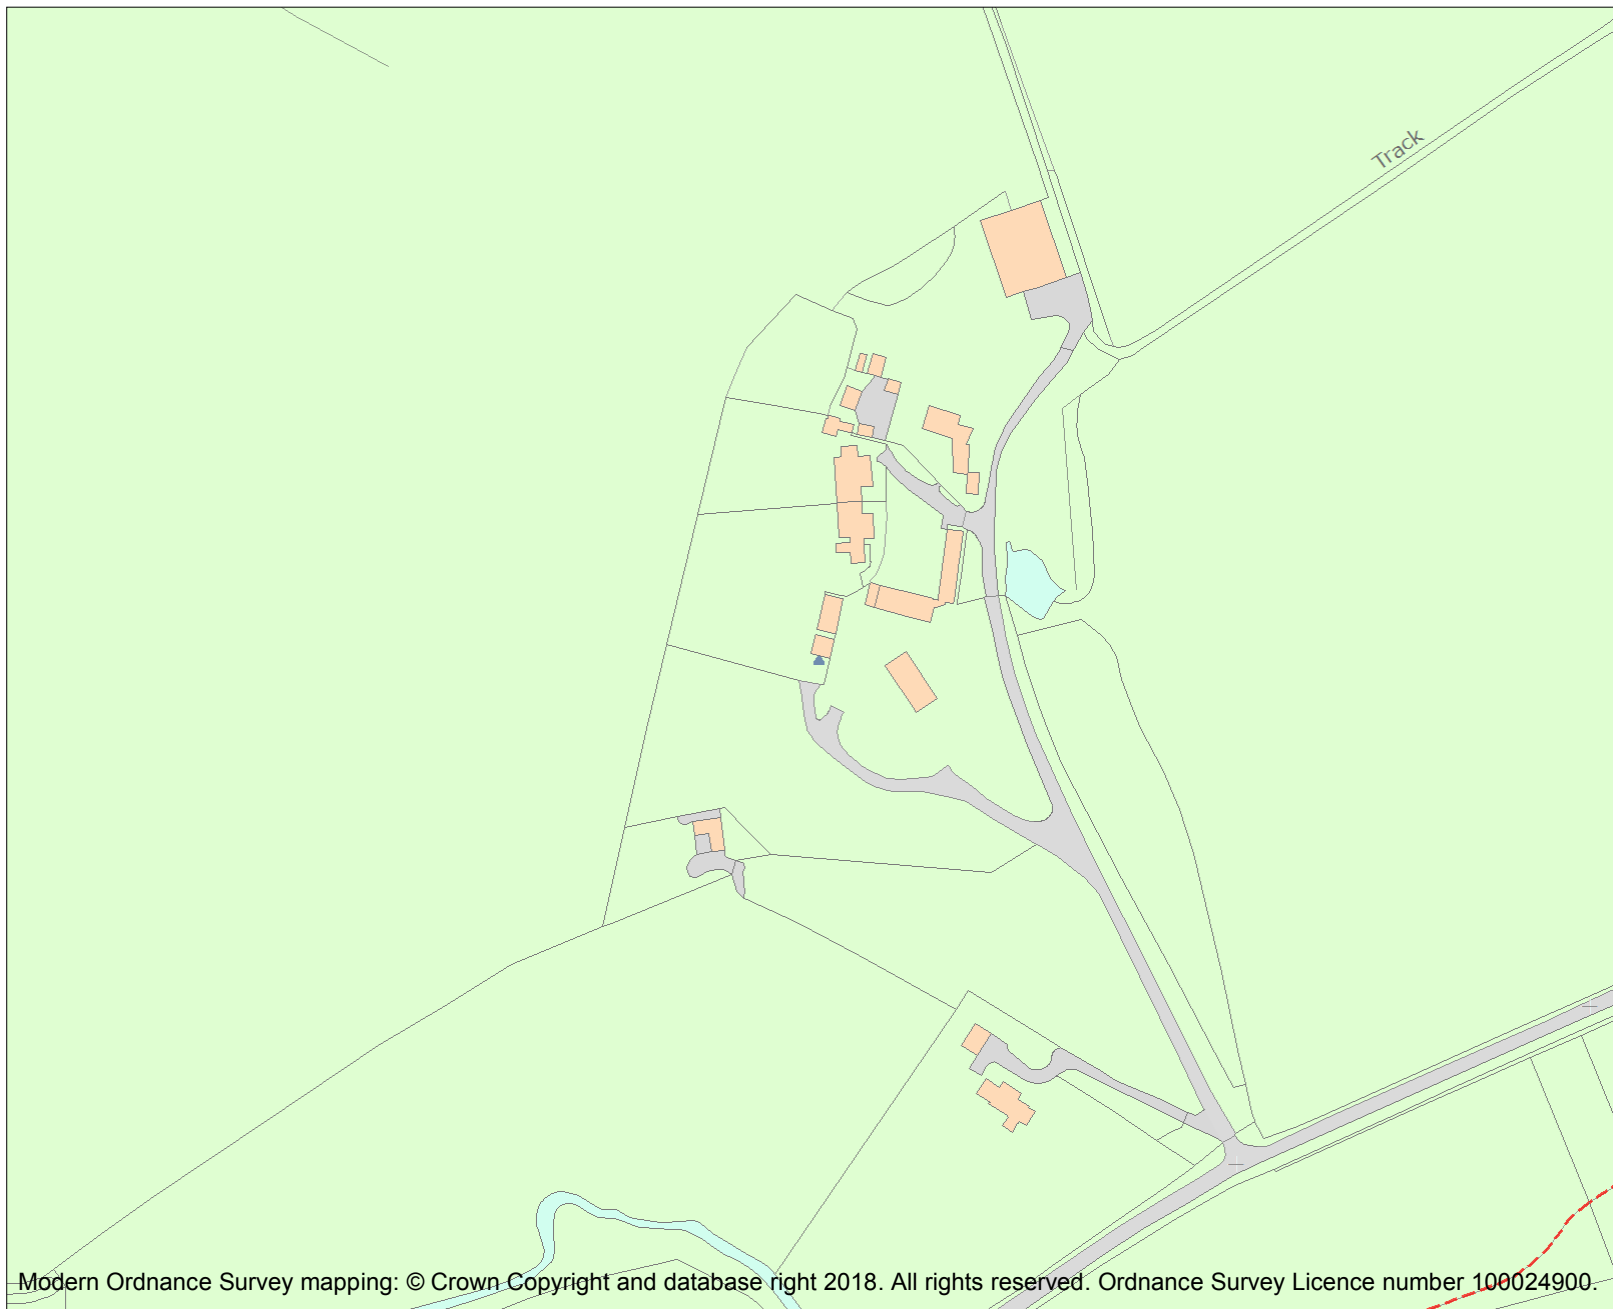 Track
Modern Ordnance Survey mapping: © Crown Copyright and database right 2018. All rights reserved. Ordnance Survey Licence number 100024900.